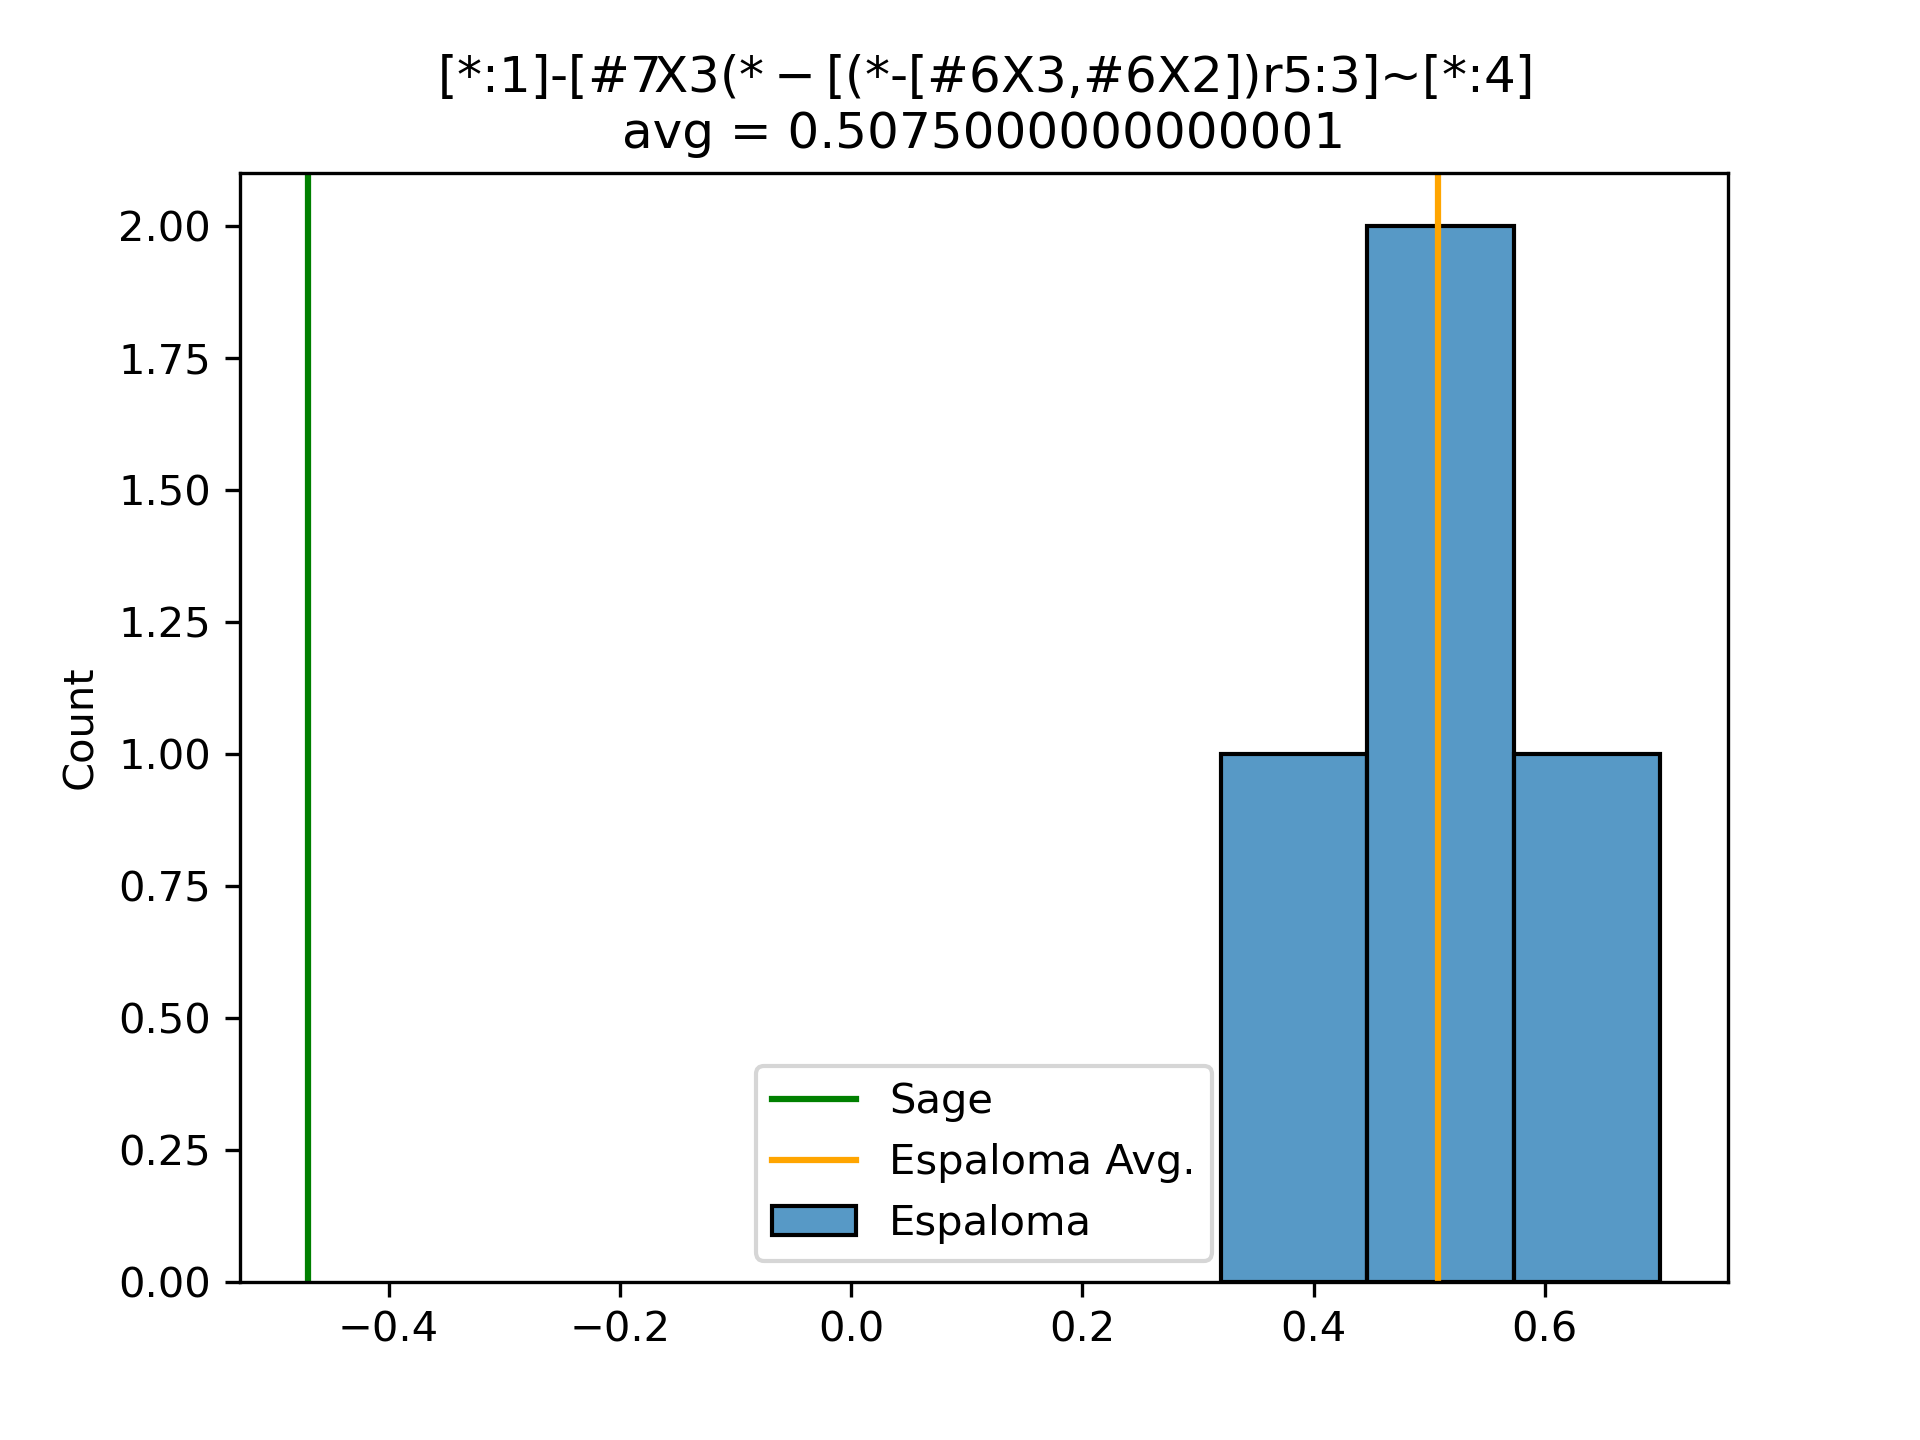 [*:1]-[#7X3(* − [(*-[#6X3,#6X2])r5:3]~[*:4]
avg = 0.5075000000000001
2.00
1.75
1.50
1.25
1.00
0.75
0.50
0.25
0.00
Count
Sage
Espaloma Avg.
Espaloma
−0.4 −0.2 0.0 0.2 0.4 0.6